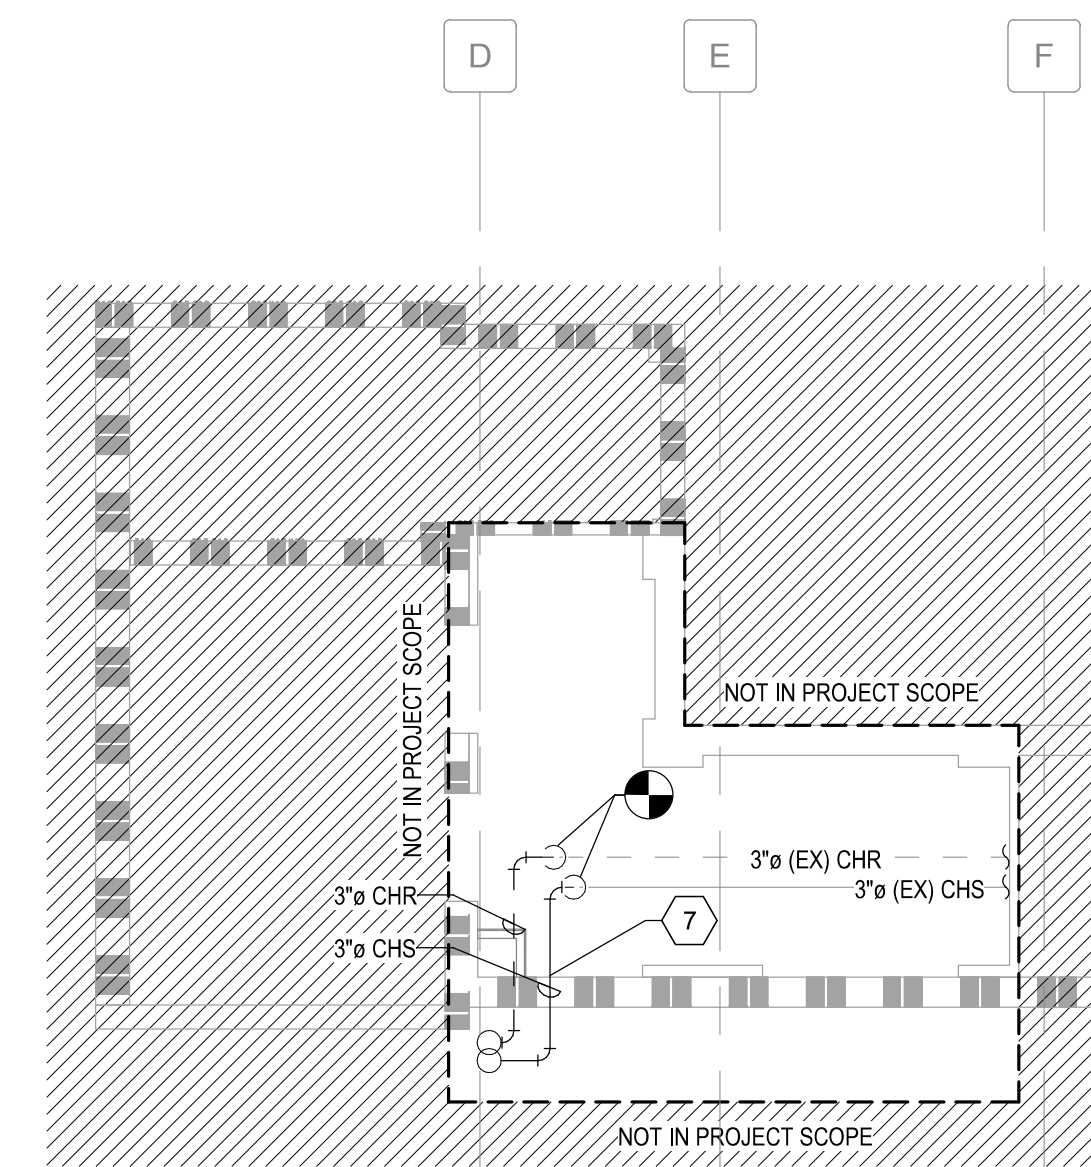 D
E
F
NOT IN PROJECT SCOPE
NOT IN PROJECT SCOPE
3"ø (EX) CHR
3"ø (EX) CHS
3"ø CHR
7
3"ø CHS
NOT IN PROJECT SCOPE